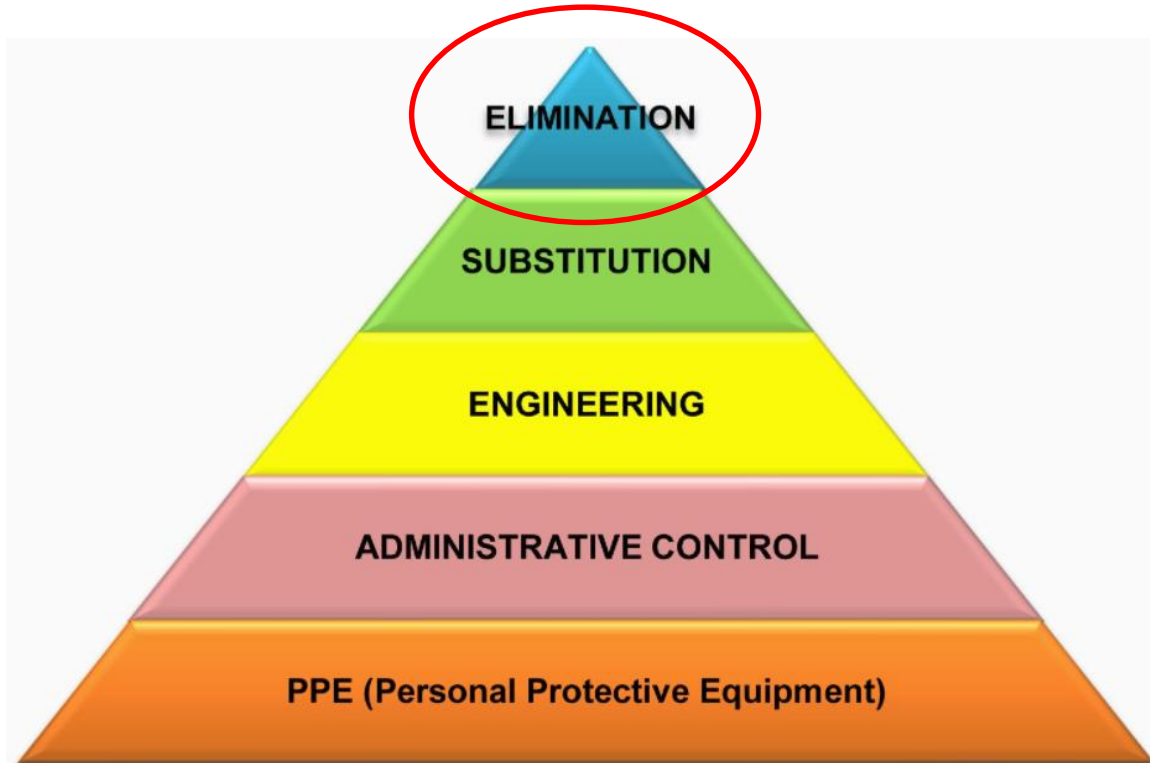 ELIMINATION
SUBSTITUTION
ENGINEERING
ADMINISTRATIVE CONTROL
PPE (Personal Protective Equipment)